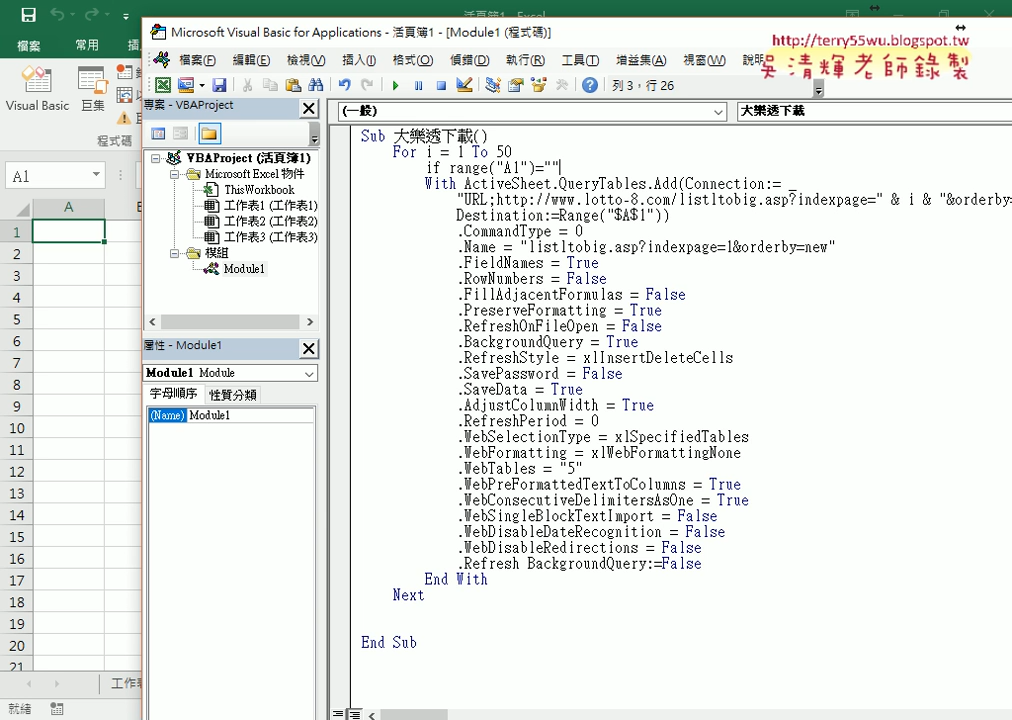 活頁簿1 - Excel
檔案
常用
Visual Basic
巨集
程式碼
A1
A
1
2
3
4
5
6
7
8
9
10
11
12
13
14
15
16
17
18
19
20
21
就緒
Microsoft Visual Basic for Applications - 活頁簿1 - [Module1 (程式碼)]
http://terry55wu.blogspot.tw
吳清輝老師錄製
檔案(F) 編輯(E) 檢視(V) 插入(I) 格式(O) 偵錯(D) 執行(R) 工具(T) 增益集(A) 視窗(W)
列 3，行 26
專案 - VBAProject
VBAProject (活頁簿1)
Microsoft Excel 物件
ThisWorkbook
工作表1 (工作表1)
工作表2 (工作表2)
工作表3 (工作表3)
模組
Module1
屬性 - Module1
Module1 Module
字母順序 性質分類
(Name) Module1
(一般) 大樂透下載
Sub 大樂透下載()
For i = 1 To 50
if range("A1")=""
With ActiveSheet.QueryTables.Add(Connection:= _
"URL;http://www.lotto-8.com/listltobig.asp?indexpage=" & i & "&orderby=
Destination:=Range("$A$1"))
.CommandType = 0
.Name = "listltobig.asp?indexpage=1&orderby=new"
.FieldNames = True
.RowNumbers = False
.FillAdjacentFormulas = False
.PreserveFormatting = True
.RefreshOnFileOpen = False
.BackgroundQuery = True
.RefreshStyle = xlInsertDeleteCells
.SavePassword = False
.SaveData = True
.AdjustColumnWidth = True
.RefreshPeriod = 0
.WebSelectionType = xlSpecifiedTables
.WebFormatting = xlWebFormattingNone
.WebTables = "5"
.WebPreFormattedTextToColumns = True
.WebConsecutiveDelimitersAsOne = True
.WebSingleBlockTextImport = False
.WebDisableDateRecognition = False
.WebDisableRedirections = False
.Refresh BackgroundQuery:=False
End With
Next
End Sub